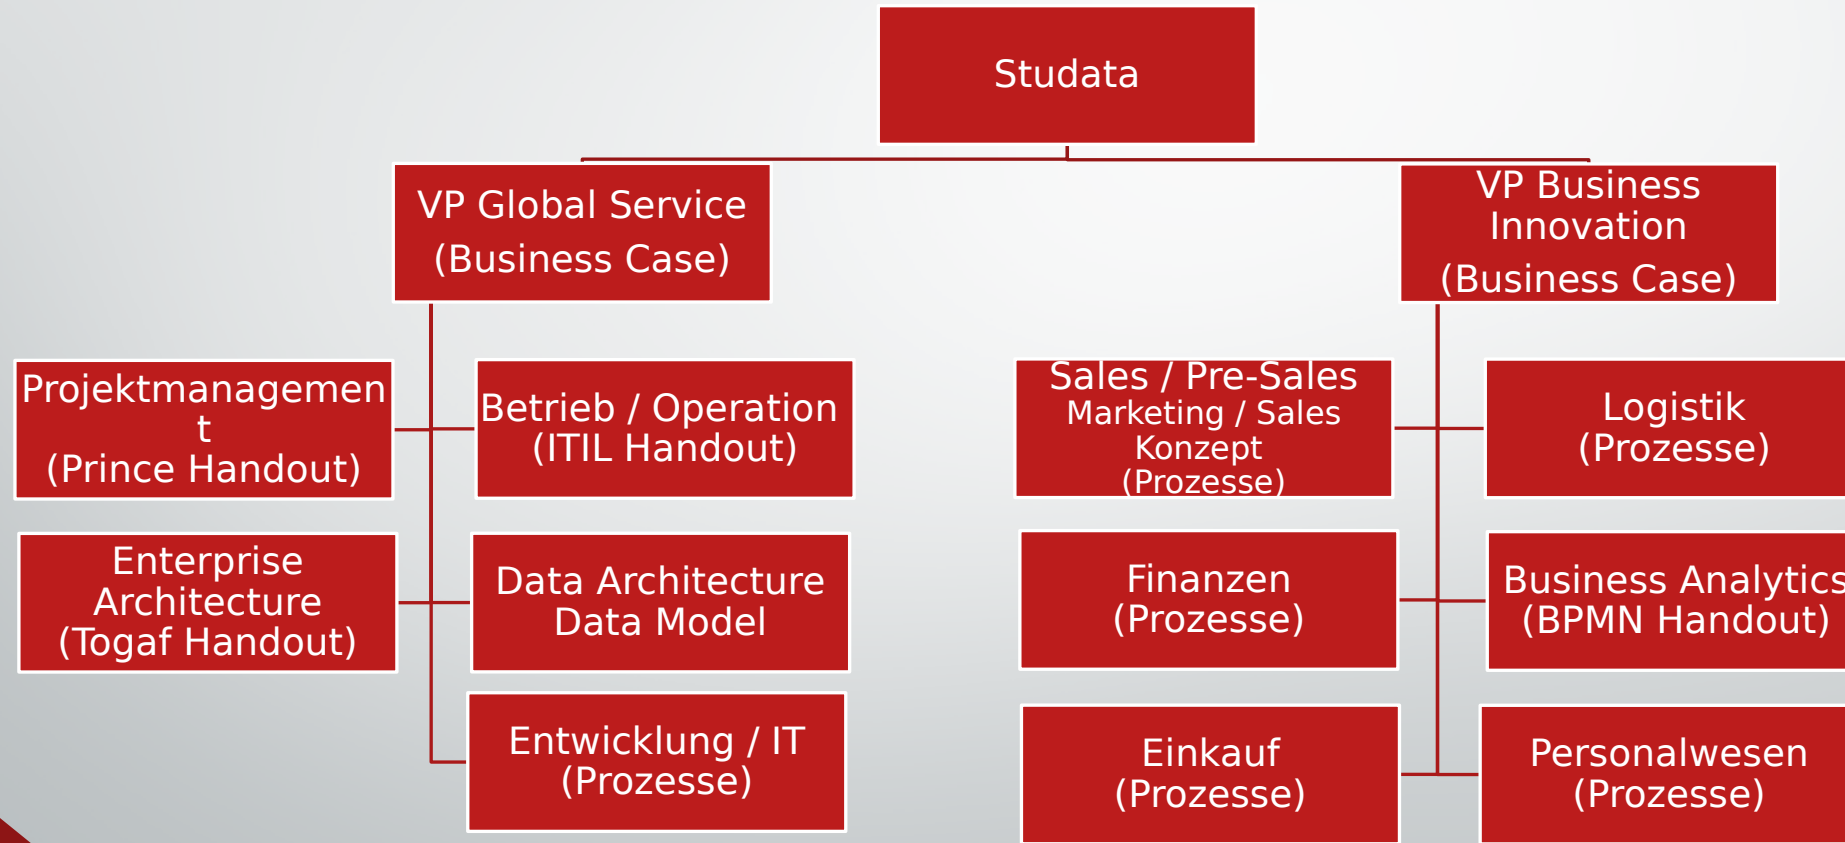 Studata
VP Global Service
(Business Case)
VP Business
Innovation
(Business Case)
Projektmanagemen
t
(Prince Handout)
Betrieb / Operation
(ITIL Handout)
Sales / Pre-Sales
Marketing / Sales
Konzept
(Prozesse)
Logistik
(Prozesse)
Enterprise
Architecture
(Togaf Handout)
Data Architecture
Data Model
Finanzen
(Prozesse)
Business Analytics
(BPMN Handout)
Entwicklung / IT
(Prozesse)
Einkauf
(Prozesse)
Personalwesen
(Prozesse)